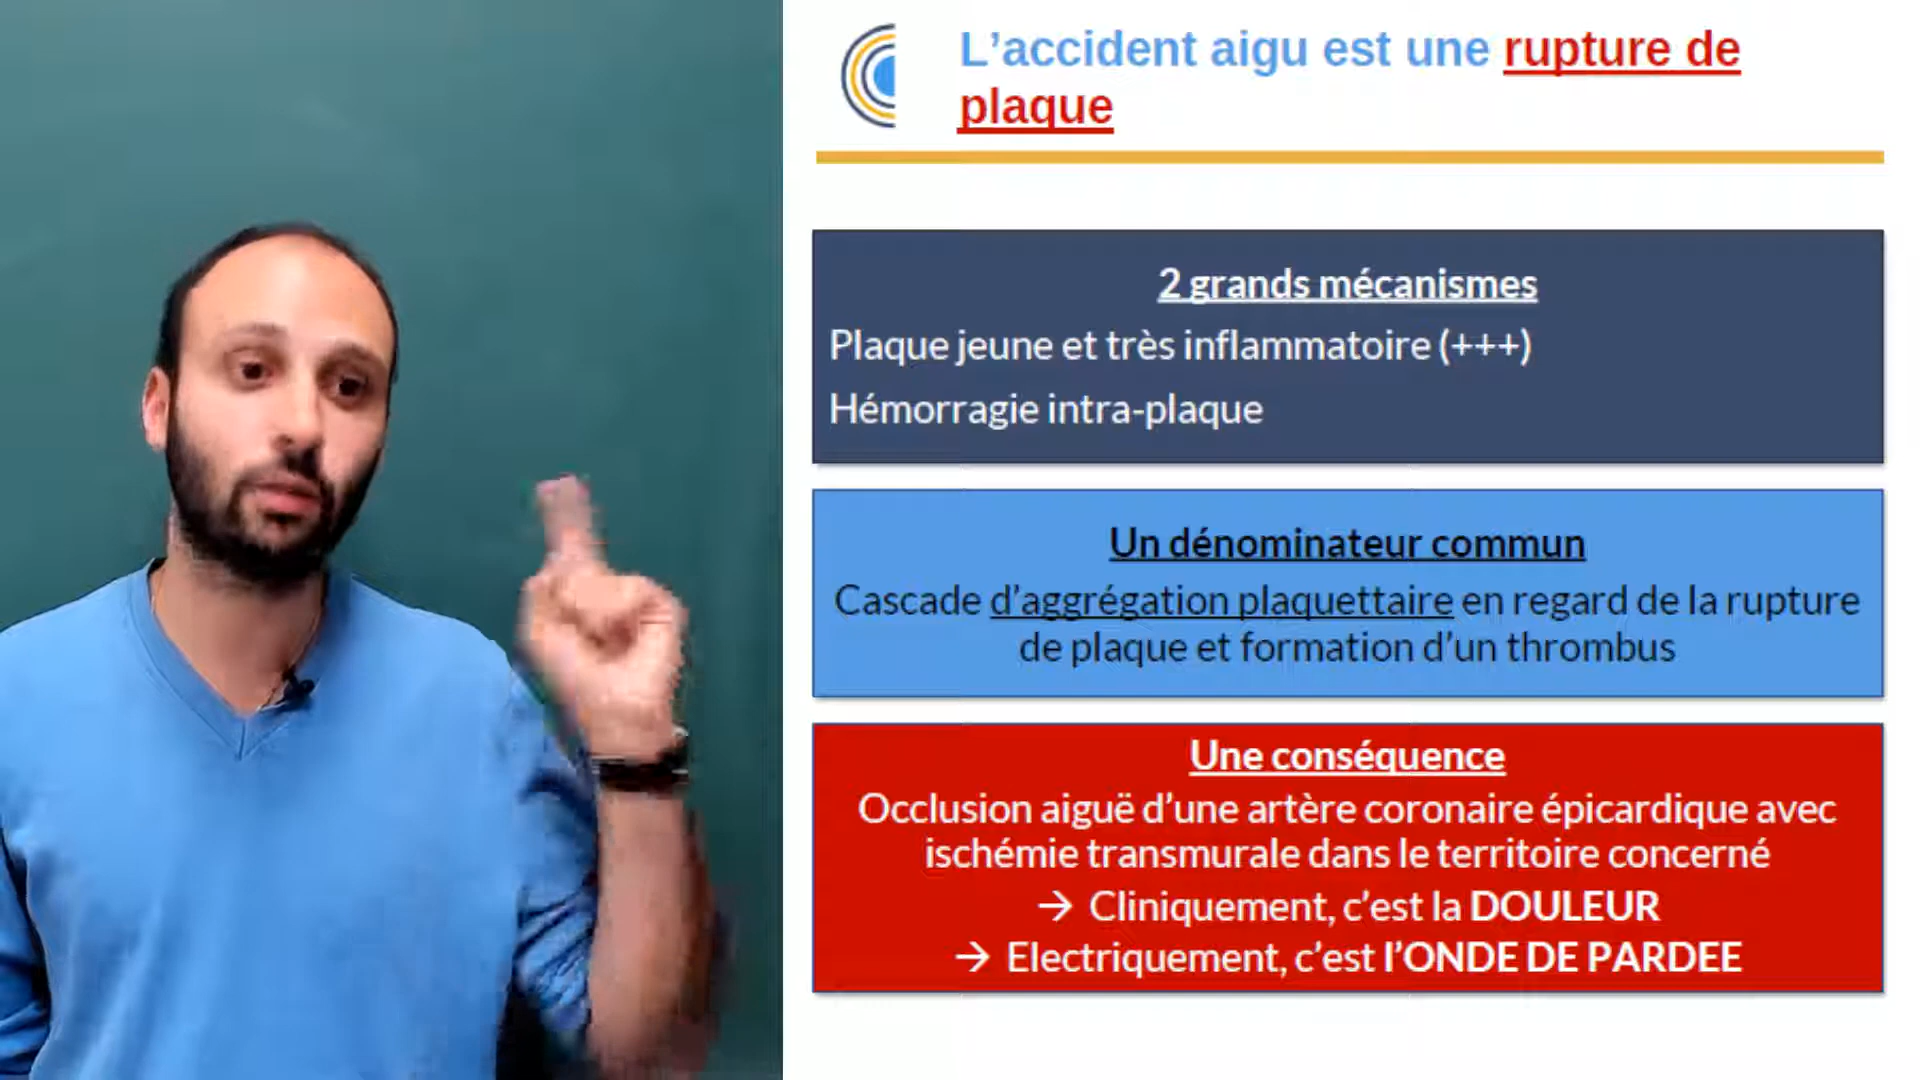 L’accident aigu est une rupture de
plaque
2 grands mécanismes
Plaque jeune et très inflammatoire (+++)
Hémorragie intra-plaque
Un dénominateur commun
Cascade d’aggrégation plaquettaire en regard de la rupture
de plaque et formation d’un thrombus
Une conséquence
Occlusion aiguë d’une artère coronaire épicardique avec
ischémie transmurale dans le territoire concerné
→ Cliniquement, c’est la DOULEUR
→ Electriquement, c’est l’ONDE DE PARDEE